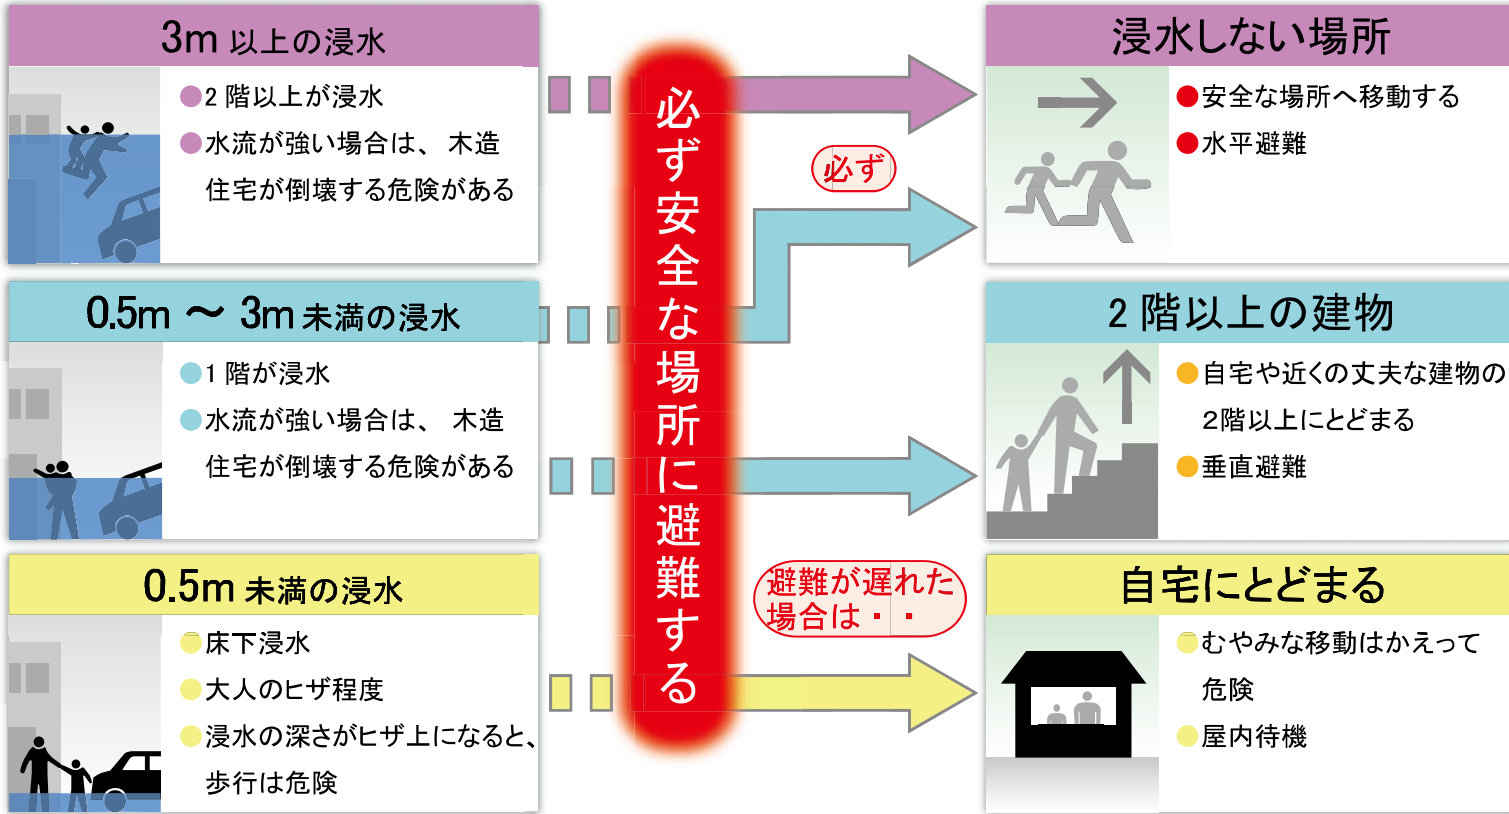 3m 以上の浸水
●2 階以上が浸水
●水流が強い場合は、 木造
住宅が倒壊する危険がある
0.5m ～ 3m 未満の浸水
●1 階が浸水
●水流が強い場合は、 木造
住宅が倒壊する危険がある
0.5m 未満の浸水
●床下浸水
●大人のヒザ程度
●浸水の深さがヒザ上になると、
歩行は危険
必ず安全な場所に避難する
必ず
避難が遅れた
場合は・・
浸水しない場所
●安全な場所へ移動する
●水平避難
2 階以上の建物
●自宅や近くの丈夫な建物の
２階以上にとどまる
●垂直避難
自宅にとどまる
●むやみな移動はかえって
危険
●屋内待機